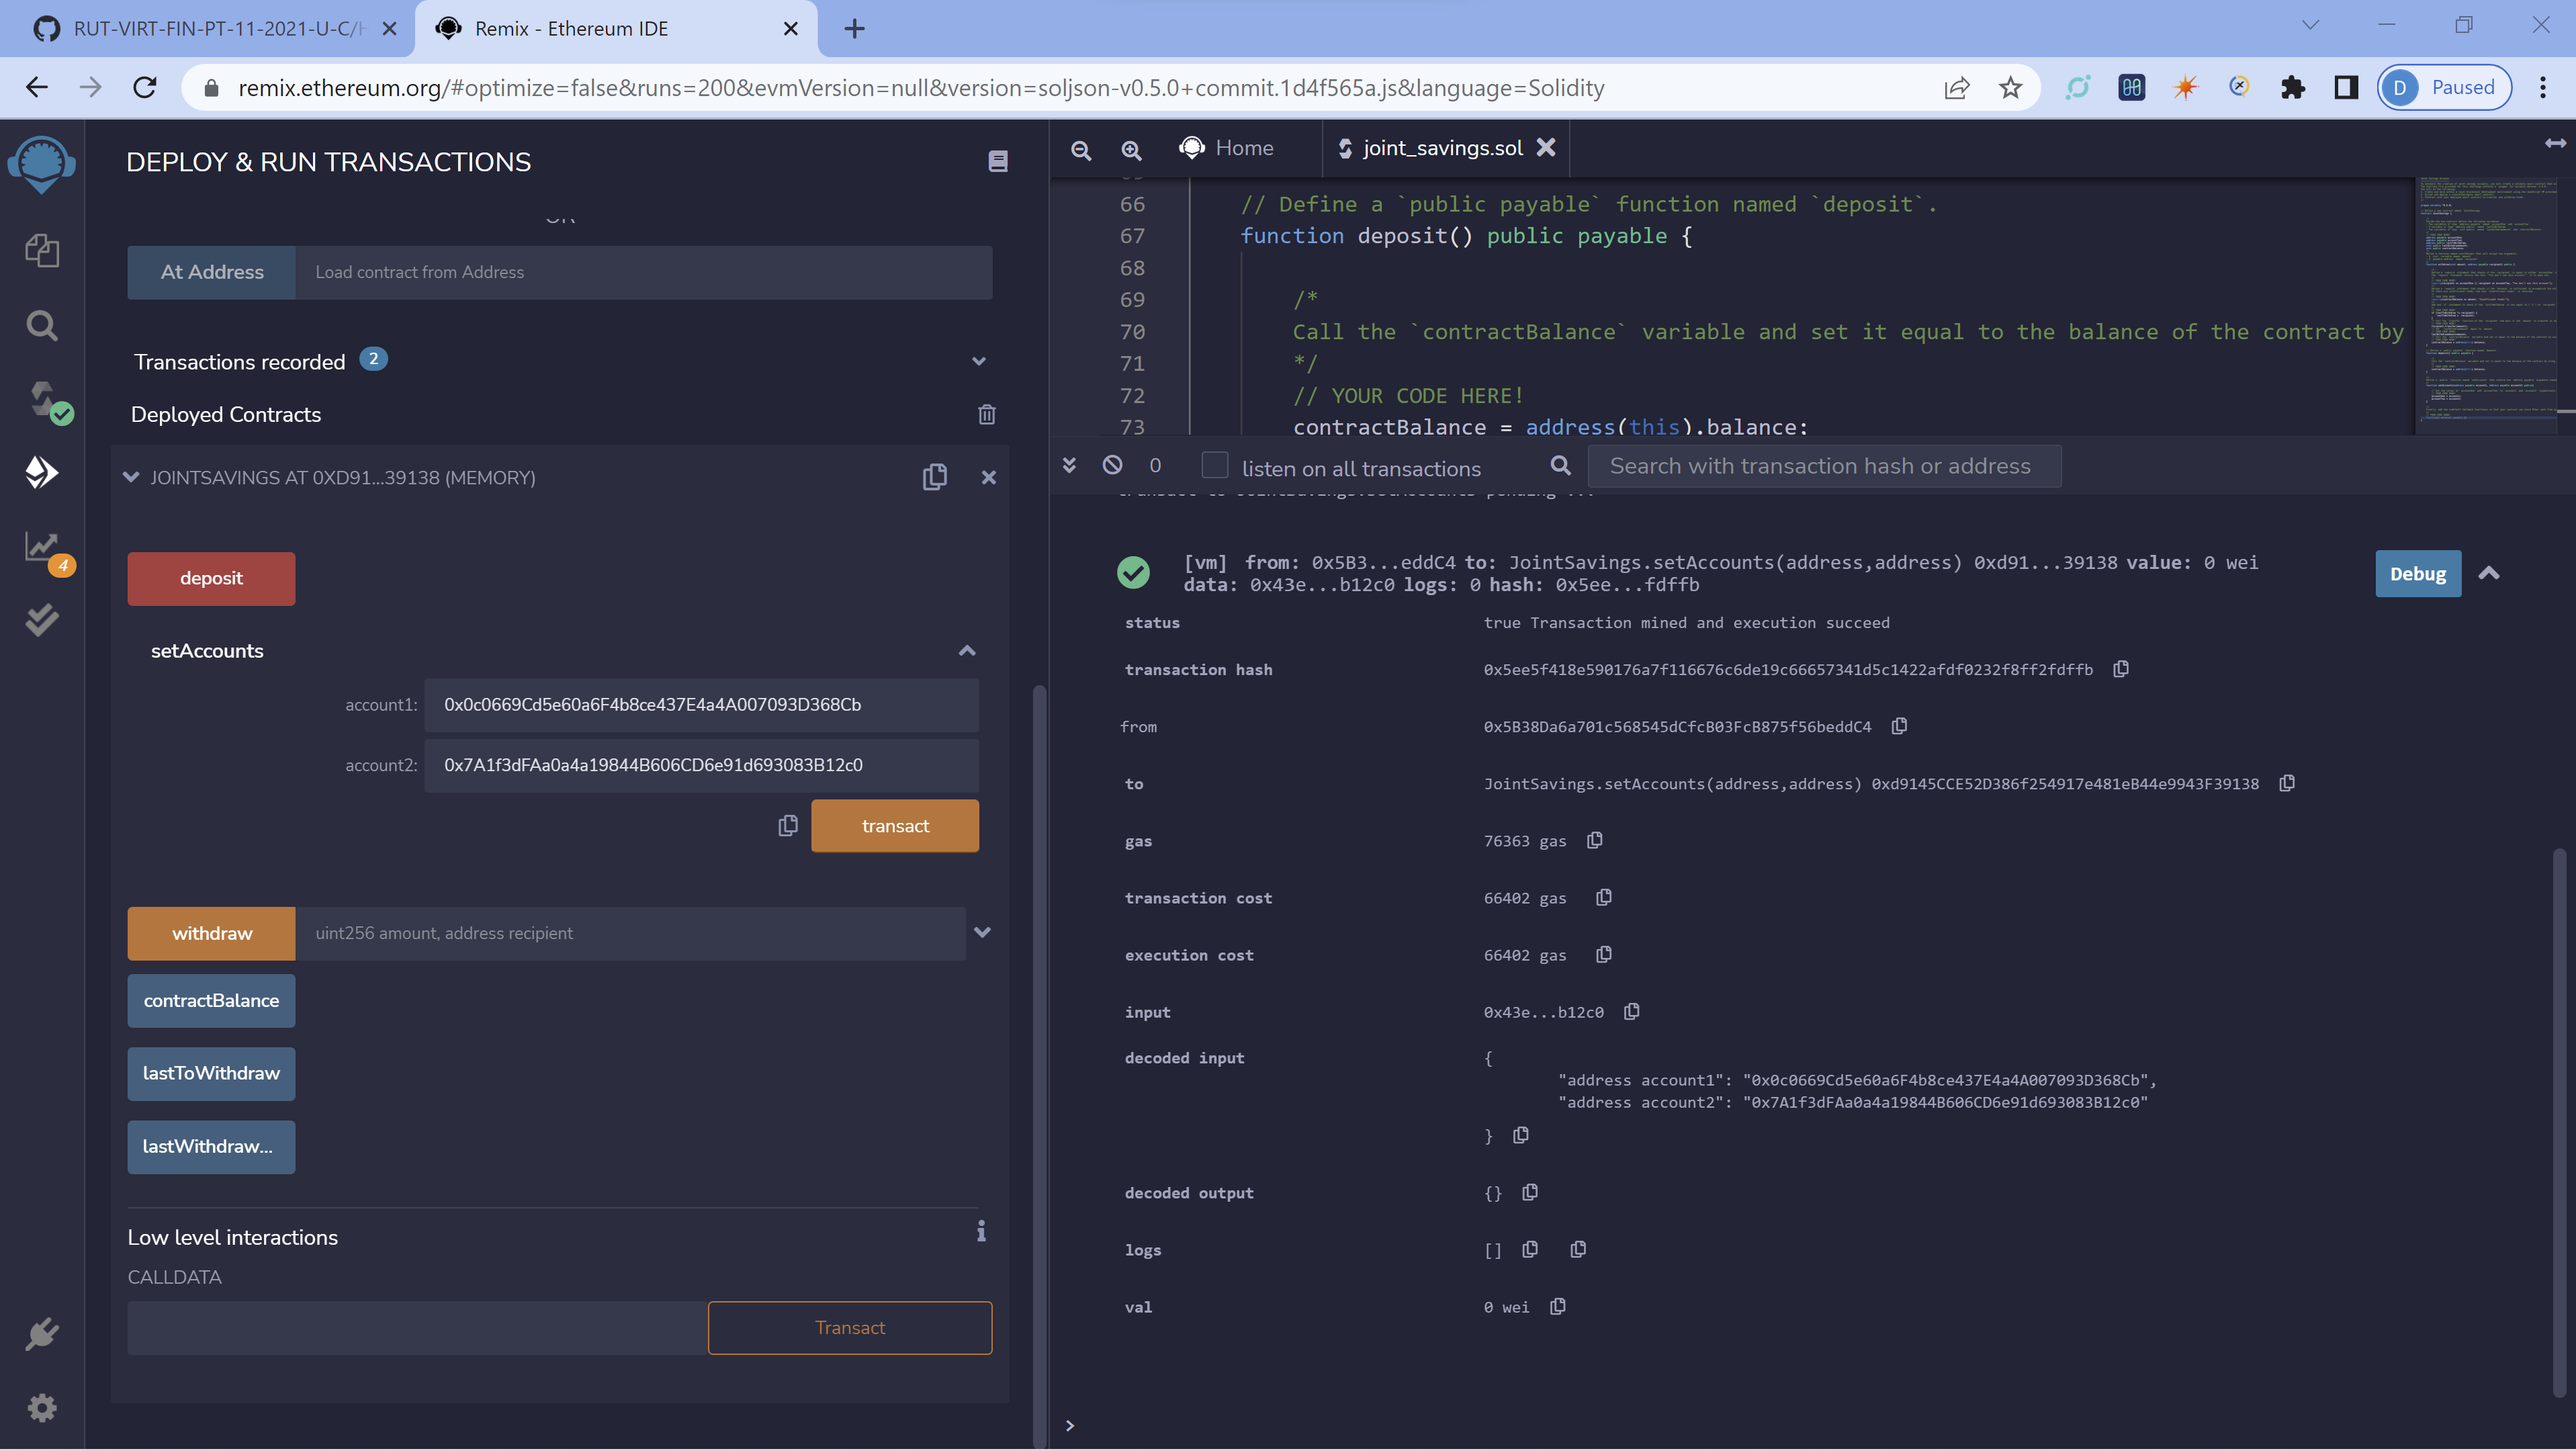 RUT-VIRT-FIN-PT-11-2021-U-C/H
Remix - Ethereum IDE
remix.ethereum.org/#optimize=false&runs=200&evmVersion=null&version=soljson-v0.5.0+commit.1d4f565a.js&language=Solidity
D Paused
DEPLOY & RUN TRANSACTIONS
OR
At Address Load contract from Address
Transactions recorded 2
Deployed Contracts
JOINTSAVINGS AT 0XD91...39138 (MEMORY)
deposit
setAccounts
account1: 0x0c0669Cd5e60a6F4b8ce437E4a4A007093D368Cb
account2: 0x7A1f3dFAa0a4a19844B606CD6e91d693083B12c0
transact
withdraw uint256 amount, address recipient
contractBalance
lastToWithdraw
lastWithdraw...
Low level interactions
CALLDATA
Transact
4
Home
joint_savings.sol
65
66 // Define a `public payable` function named `deposit`.
67 function deposit() public payable {
68
69 /*
70 Call the `contractBalance` variable and set it equal to the balance of the contract by
71 */
72 // YOUR CODE HERE!
73 contractBalance = address(this).balance;
0 listen on all transactions Search with transaction hash or address
transact to JointSavings.setAccounts pending ...
[vm] from: 0x5B3...eddC4 to: JointSavings.setAccounts(address,address) 0xd91...39138 value: 0 wei
data: 0x43e...b12c0 logs: 0 hash: 0x5ee...fdffb
Debug
status true Transaction mined and execution succeed
transaction hash 0x5ee5f418e590176a7f116676c6de19c66657341d5c1422afdf0232f8ff2fdffb
from 0x5B38Da6a701c568545dCfcB03FcB875f56beddC4
to JointSavings.setAccounts(address,address) 0xd9145CCE52D386f254917e481eB44e9943F39138
gas 76363 gas
transaction cost 66402 gas
execution cost 66402 gas
input 0x43e...b12c0
decoded input {
"address account1": "0x0c0669Cd5e60a6F4b8ce437E4a4A007093D368Cb",
"address account2": "0x7A1f3dFAa0a4a19844B606CD6e91d693083B12c0"
}
decoded output {}
logs []
val 0 wei
>